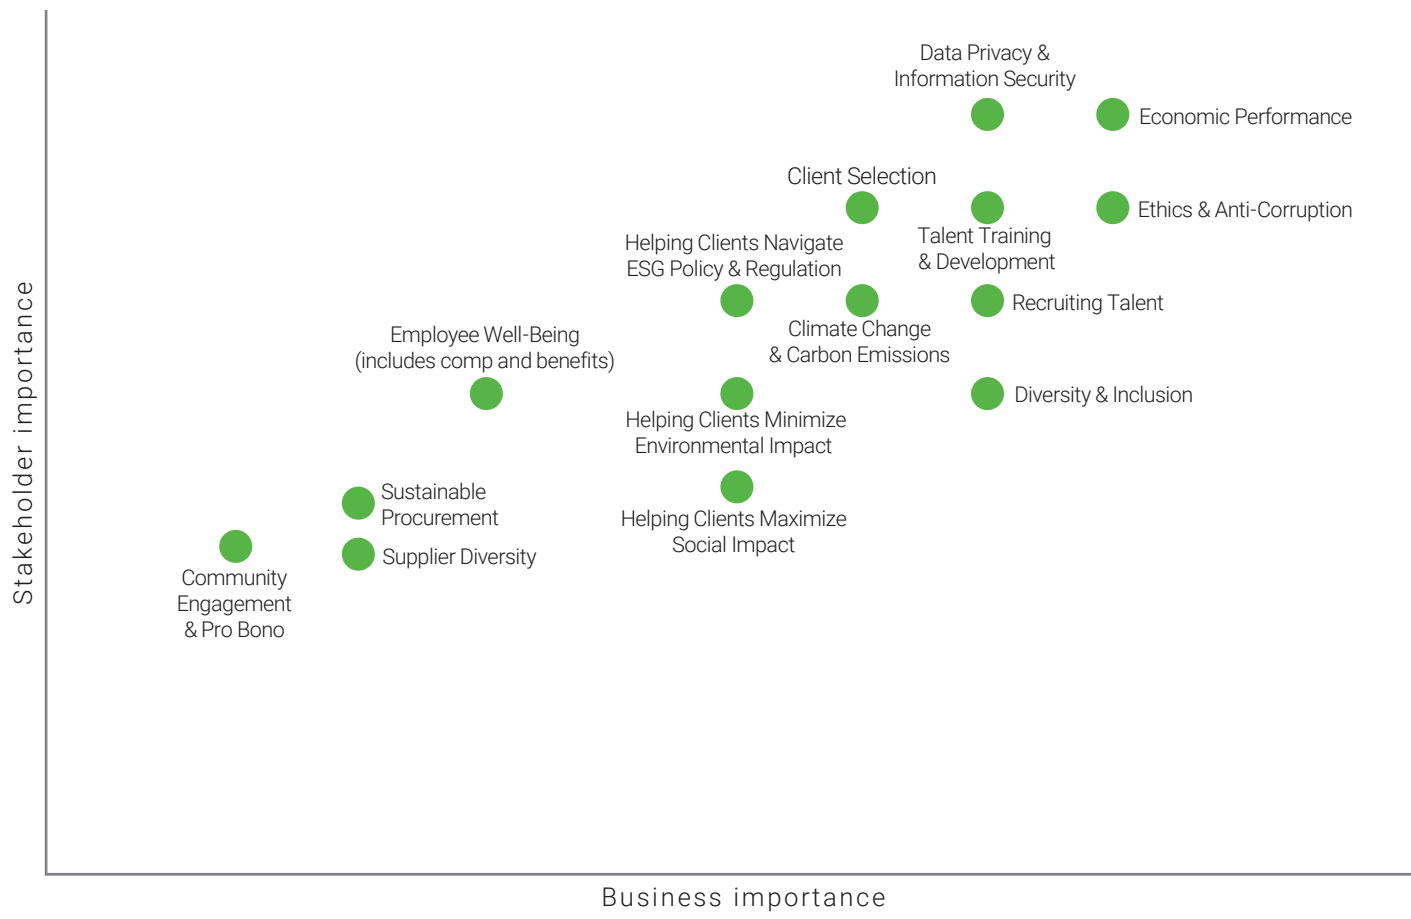 Data Privacy &
Information Security
Economic Performance
Client Selection
Ethics & Anti-Corruption
Talent Training
& Development
Helping Clients Navigate
ESG Policy & Regulation
Recruiting Talent
Climate Change
& Carbon Emissions
Employee Well-Being
(includes comp and benefits)
Diversity & Inclusion
Helping Clients Minimize
Environmental Impact
Sustainable
Procurement
Helping Clients Maximize
Social Impact
Supplier Diversity
Community
Engagement
& Pro Bono
Stakeholder importance
Business importance